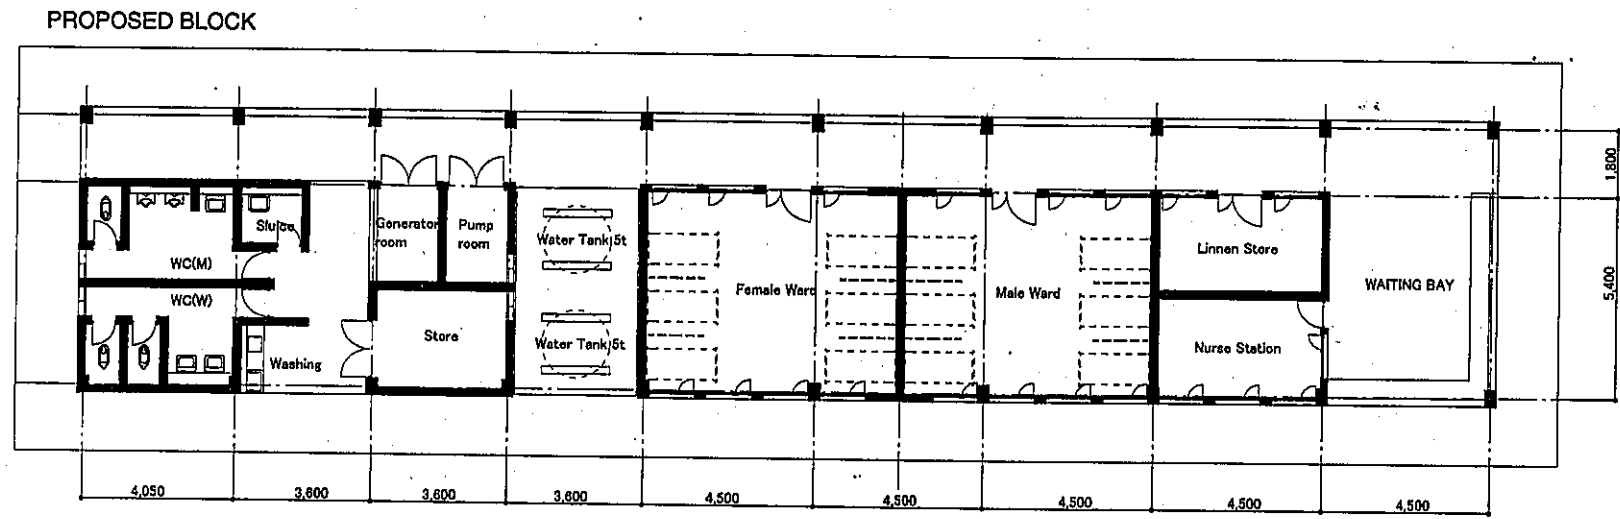 PROPOSED BLOCK
1,800
Sluice
Generator
room
Pump
room
Water Tank 5t
Linnen Store
WC(M)
Female Ward
Male Ward
WAITING BAY
5,400
WC(W)
Store
Water Tank 5t
Nurse Station
Washing
4,050
3,600
3,600
3,600
4,500
4,500
4,500
4,500
4,500